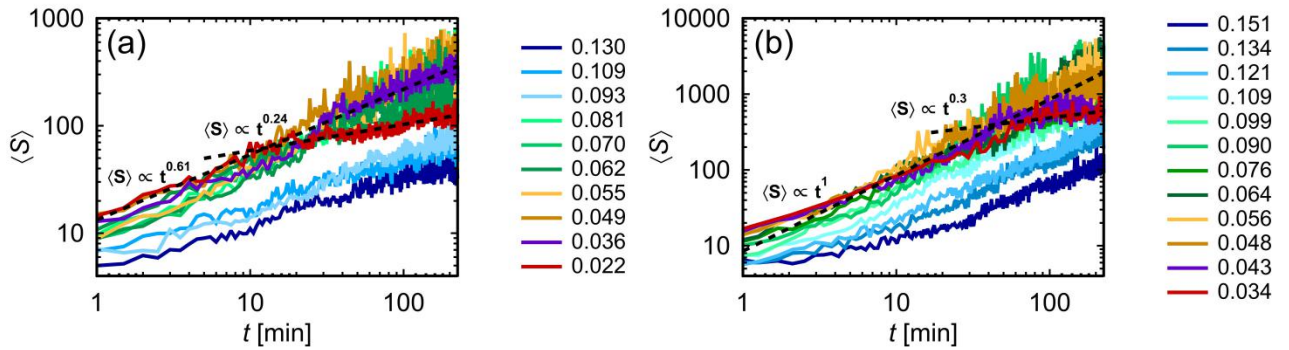 (a)
1000
100
10
⟨S⟩
⟨S⟩ ∝ t^0.24
⟨S⟩ ∝ t^0.61
1 10 100
t [min]
0.130
0.109
0.093
0.081
0.070
0.062
0.055
0.049
0.036
0.022
(b)
10000
1000
100
10
⟨S⟩
⟨S⟩ ∝ t^0.3
⟨S⟩ ∝ t^1
1 10 100
t [min]
0.151
0.134
0.121
0.109
0.099
0.090
0.076
0.064
0.056
0.048
0.043
0.034